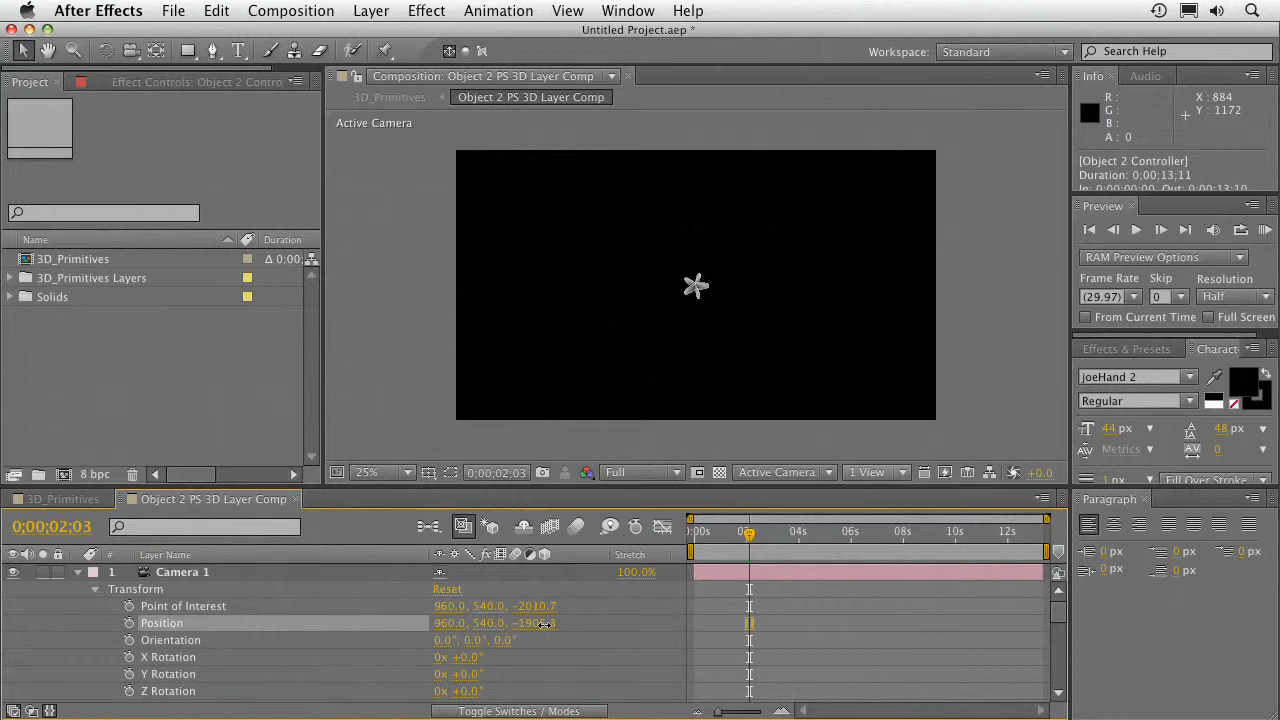 After Effects File Edit Composition Layer Effect Animation View Window Help
Untitled Project.aep *
Workspace: Standard Search Help
Project Effect Controls: Object 2 Contro
Composition: Object 2 PS 3D Layer Comp
Info Audio
3D_Primitives Object 2 PS 3D Layer Comp
R : X : 884
G : Y : 1172
B :
A : 0
Active Camera
[Object 2 Controller]
Duration: 0;00;13;11
In: 0;00;00;00, Out: 0;00;13;10
Preview
Name Duration
3D_Primitives Δ 0;00;
3D_Primitives Layers
Solids
RAM Preview Options
Frame Rate Skip Resolution
(29.97) 0 Half
From Current Time Full Screen
Effects & Presets Charact
joeHand 2
Regular
44 px 48 px
Metrics 0
1 px Fill Over Stroke
8 bpc
25% 0;00;02;03 Full Active Camera 1 View +0.0
3D_Primitives Object 2 PS 3D Layer Comp
Paragraph
0;00;02;03
:00s 04s 06s 08s 10s 12s
# Layer Name Stretch
0 px 0 px 0 px
0 px 0 px
1 Camera 1 100.0%
Transform Reset
Point of Interest 960.0, 540.0, -2010.7
Position 960.0, 540.0,
Orientation 0.0°, 0.0°, 0.0°
X Rotation 0x +0.0°
Y Rotation 0x +0.0°
Z Rotation 0x +0.0°
Toggle Switches / Modes